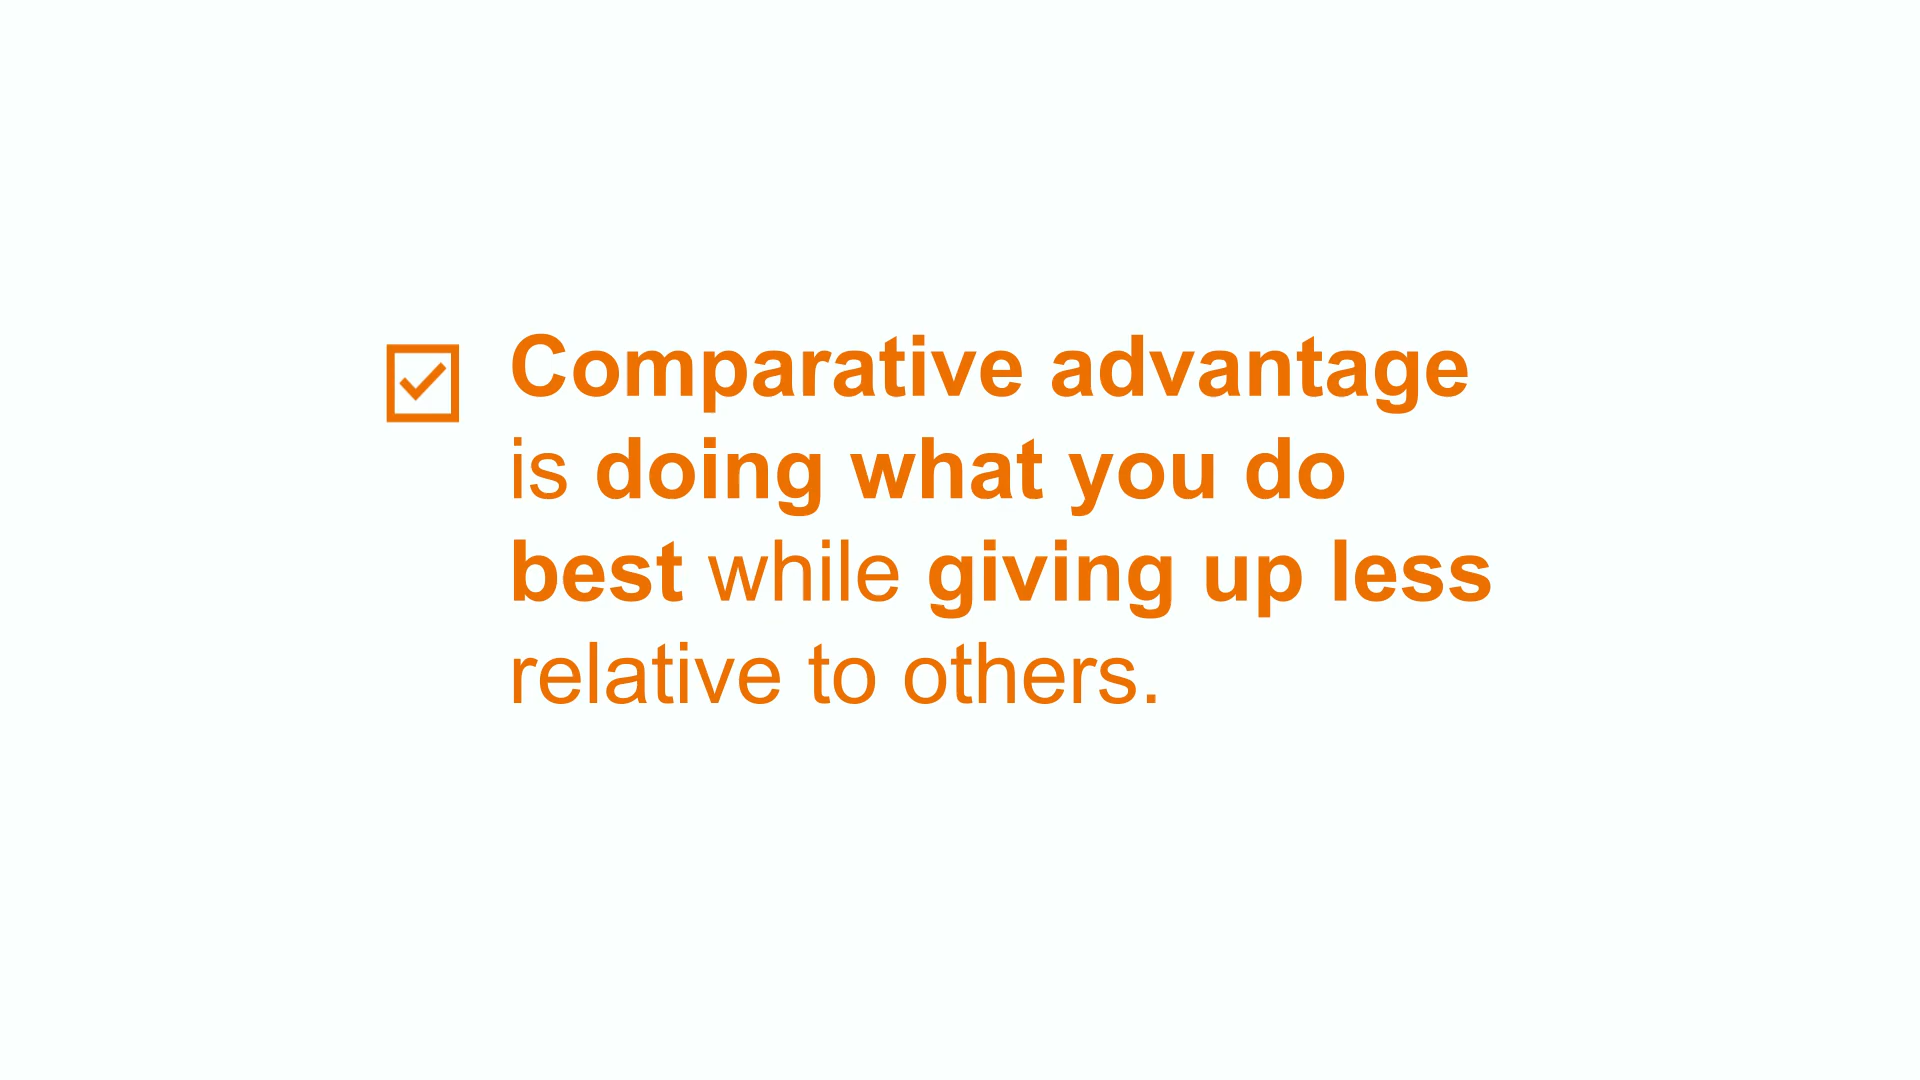 Comparative advantage
is doing what you do
best while giving up less
relative to others.